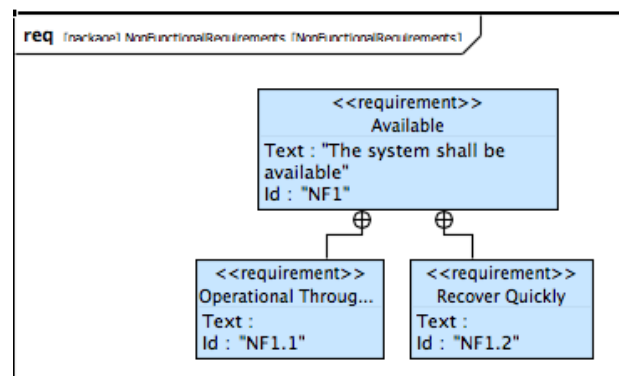 req [package] NonFunctionalRequirements [NonFunctionalRequirements]
<<requirement>>
Available
Text : "The system shall be
available"
Id : "NF1"
<<requirement>>
Operational Throug...
Text :
Id : "NF1.1"
<<requirement>>
Recover Quickly
Text :
Id : "NF1.2"